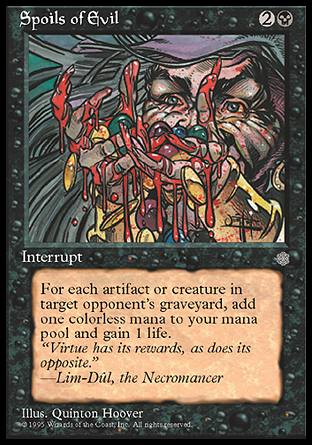 Spoils of Evil
2
Interrupt
For each artifact or creature in
target opponent's graveyard, add
one colorless mana to your mana
pool and gain 1 life.
“Virtue has its rewards, as does its
opposite.”
—Lim-Dûl, the Necromancer
Illus. Quinton Hoover
©1995 Wizards of the Coast, Inc. All rights reserved.